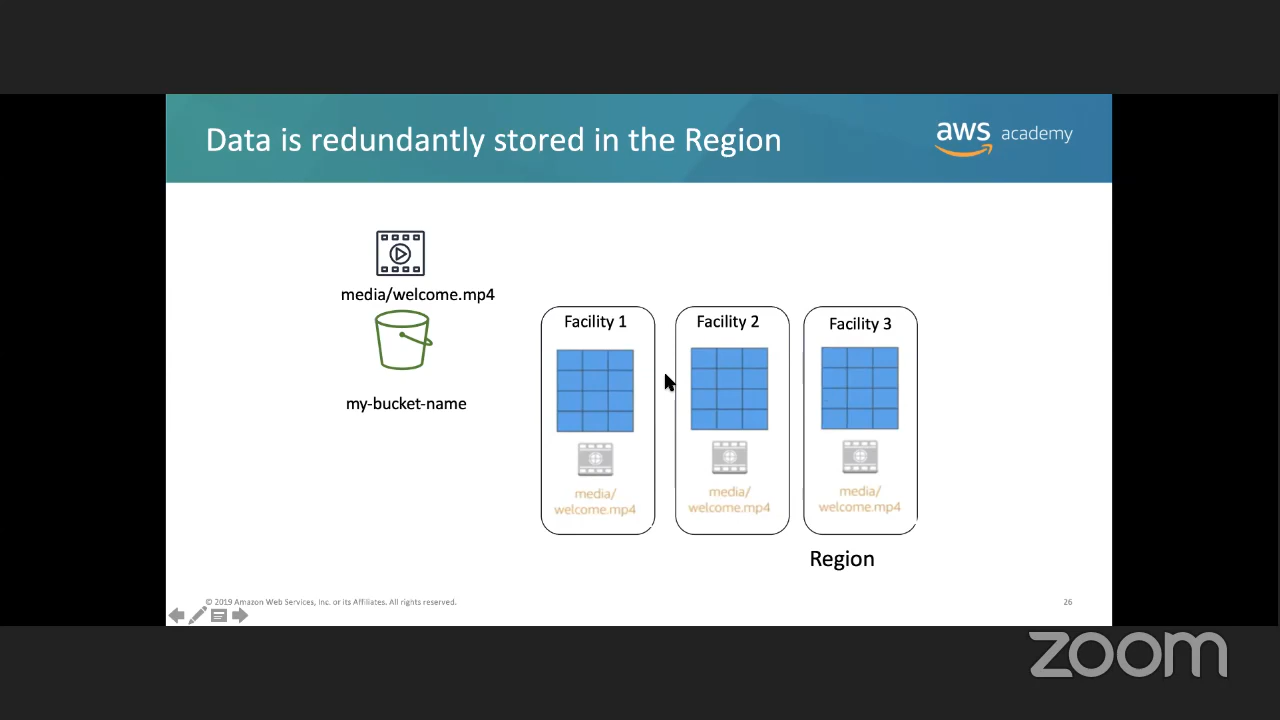 Data is redundantly stored in the Region
aws academy
media/welcome.mp4
my-bucket-name
Facility 1
media/
welcome.mp4
Facility 2
media/
welcome.mp4
Facility 3
media/
welcome.mp4
Region
© 2019 Amazon Web Services, Inc. or its Affiliates. All rights reserved.
26
zoom